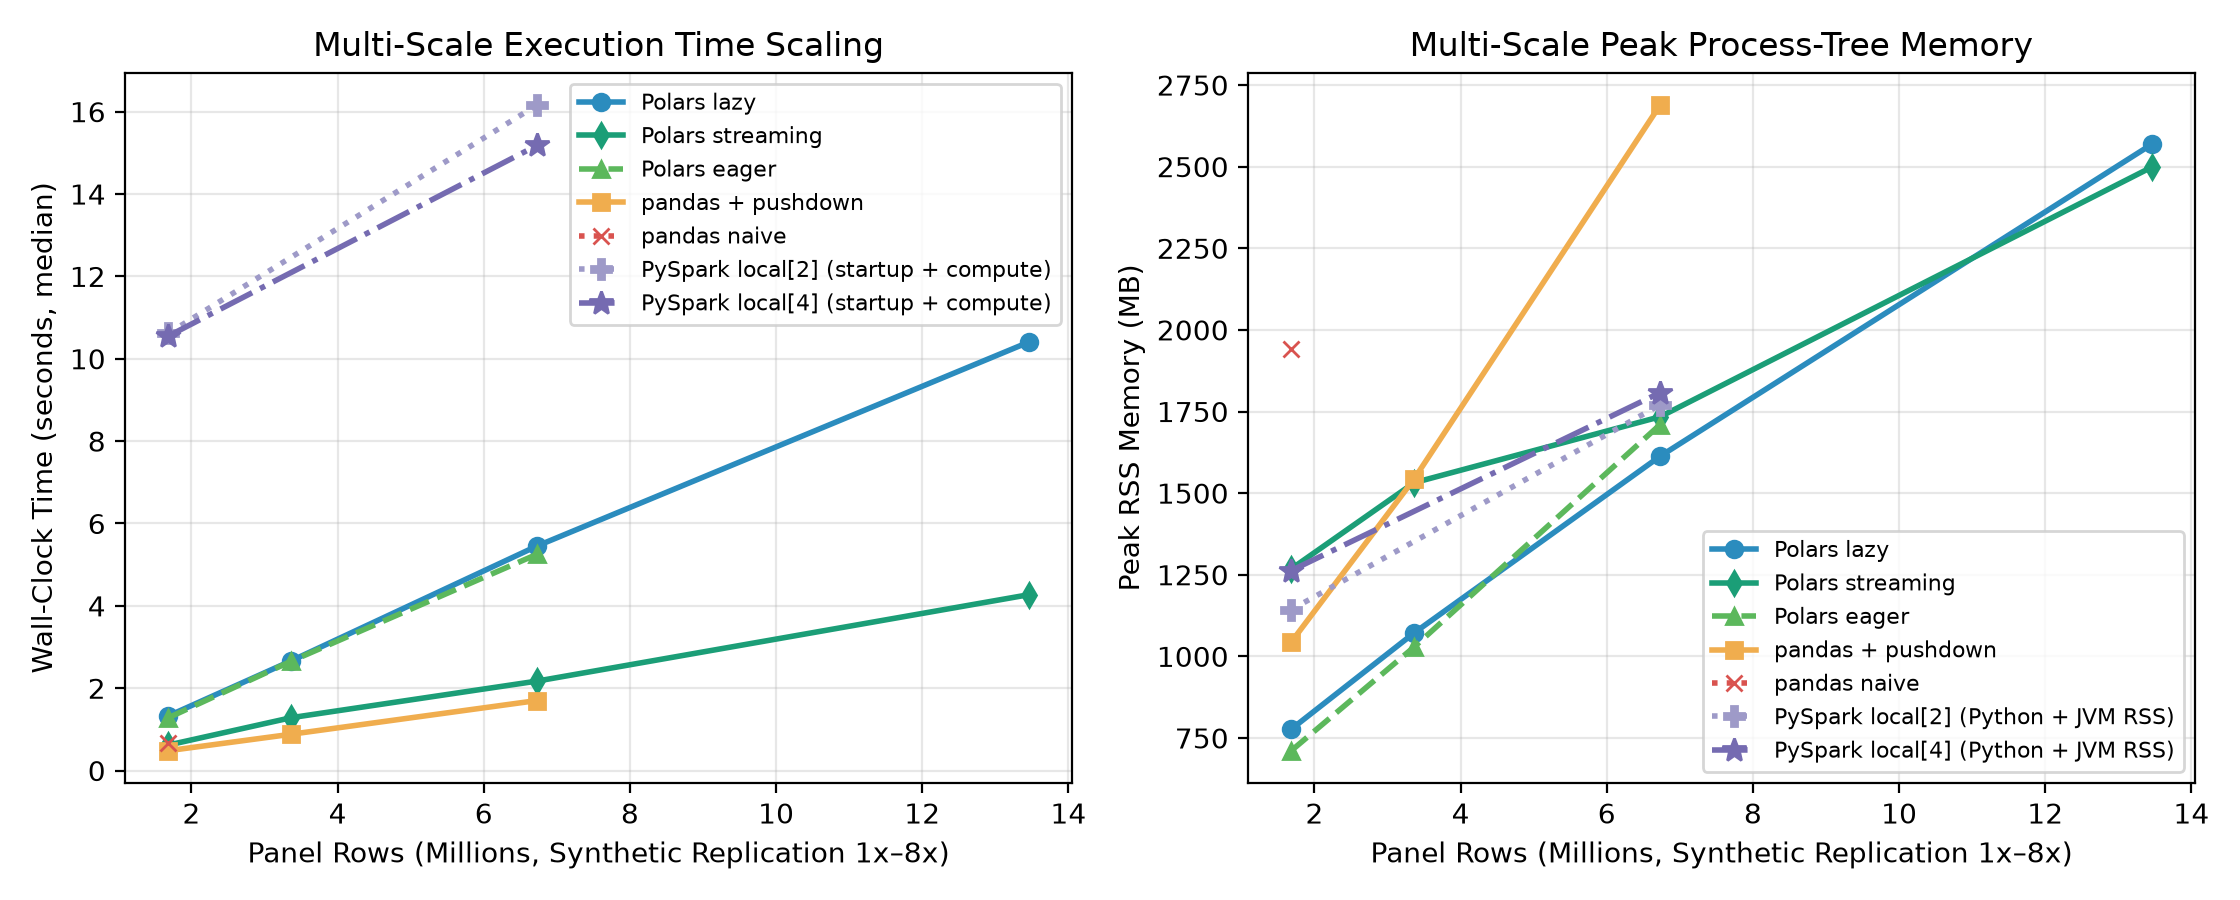 Multi-Scale Execution Time Scaling
Wall-Clock Time (seconds, median)
16
14
12
10
8
6
4
2
0
Polars lazy
Polars streaming
Polars eager
pandas + pushdown
pandas naive
PySpark local[2] (startup + compute)
PySpark local[4] (startup + compute)
2 4 6 8 10 12 14
Panel Rows (Millions, Synthetic Replication 1x–8x)
Multi-Scale Peak Process-Tree Memory
Peak RSS Memory (MB)
2750
2500
2250
2000
1750
1500
1250
1000
750
Polars lazy
Polars streaming
Polars eager
pandas + pushdown
pandas naive
PySpark local[2] (Python + JVM RSS)
PySpark local[4] (Python + JVM RSS)
2 4 6 8 10 12 14
Panel Rows (Millions, Synthetic Replication 1x–8x)